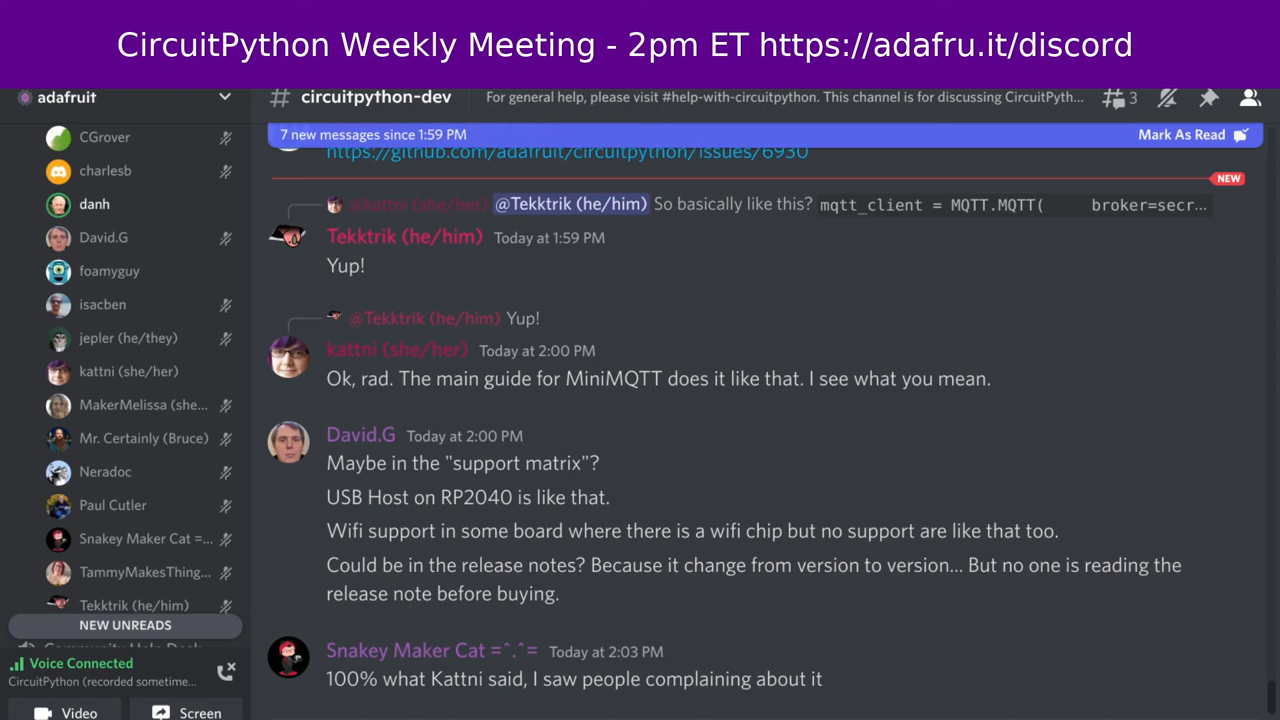 CircuitPython Weekly Meeting - 2pm ET https://adafru.it/discord
adafruit
CGrover
charlesb
danh
David.G
foamyguy
isacben
jepler (he/they)
kattni (she/her)
MakerMelissa (she...
Mr. Certainly (Bruce)
Neradoc
Paul Cutler
Snakey Maker Cat =...
TammyMakesThing...
Tekktrik (he/him)
NEW UNREADS
Community Help Desk
Voice Connected
CircuitPython (recorded sometime...
Video
Screen
# circuitpython-dev
For general help, please visit #help-with-circuitpython. This channel is for discussing CircuitPyth...
3
7 new messages since 1:59 PM
Mark As Read
https://github.com/adafruit/circuitpython/issues/6930
NEW
@kattni (she/her) @Tekktrik (he/him) So basically like this? mqtt_client = MQTT.MQTT( broker=secr...
Tekktrik (he/him) Today at 1:59 PM
Yup!
@Tekktrik (he/him) Yup!
kattni (she/her) Today at 2:00 PM
Ok, rad. The main guide for MiniMQTT does it like that. I see what you mean.
David.G Today at 2:00 PM
Maybe in the "support matrix"?
USB Host on RP2040 is like that.
Wifi support in some board where there is a wifi chip but no support are like that too.
Could be in the release notes? Because it change from version to version... But no one is reading the
release note before buying.
Snakey Maker Cat =^.^= Today at 2:03 PM
100% what Kattni said, I saw people complaining about it